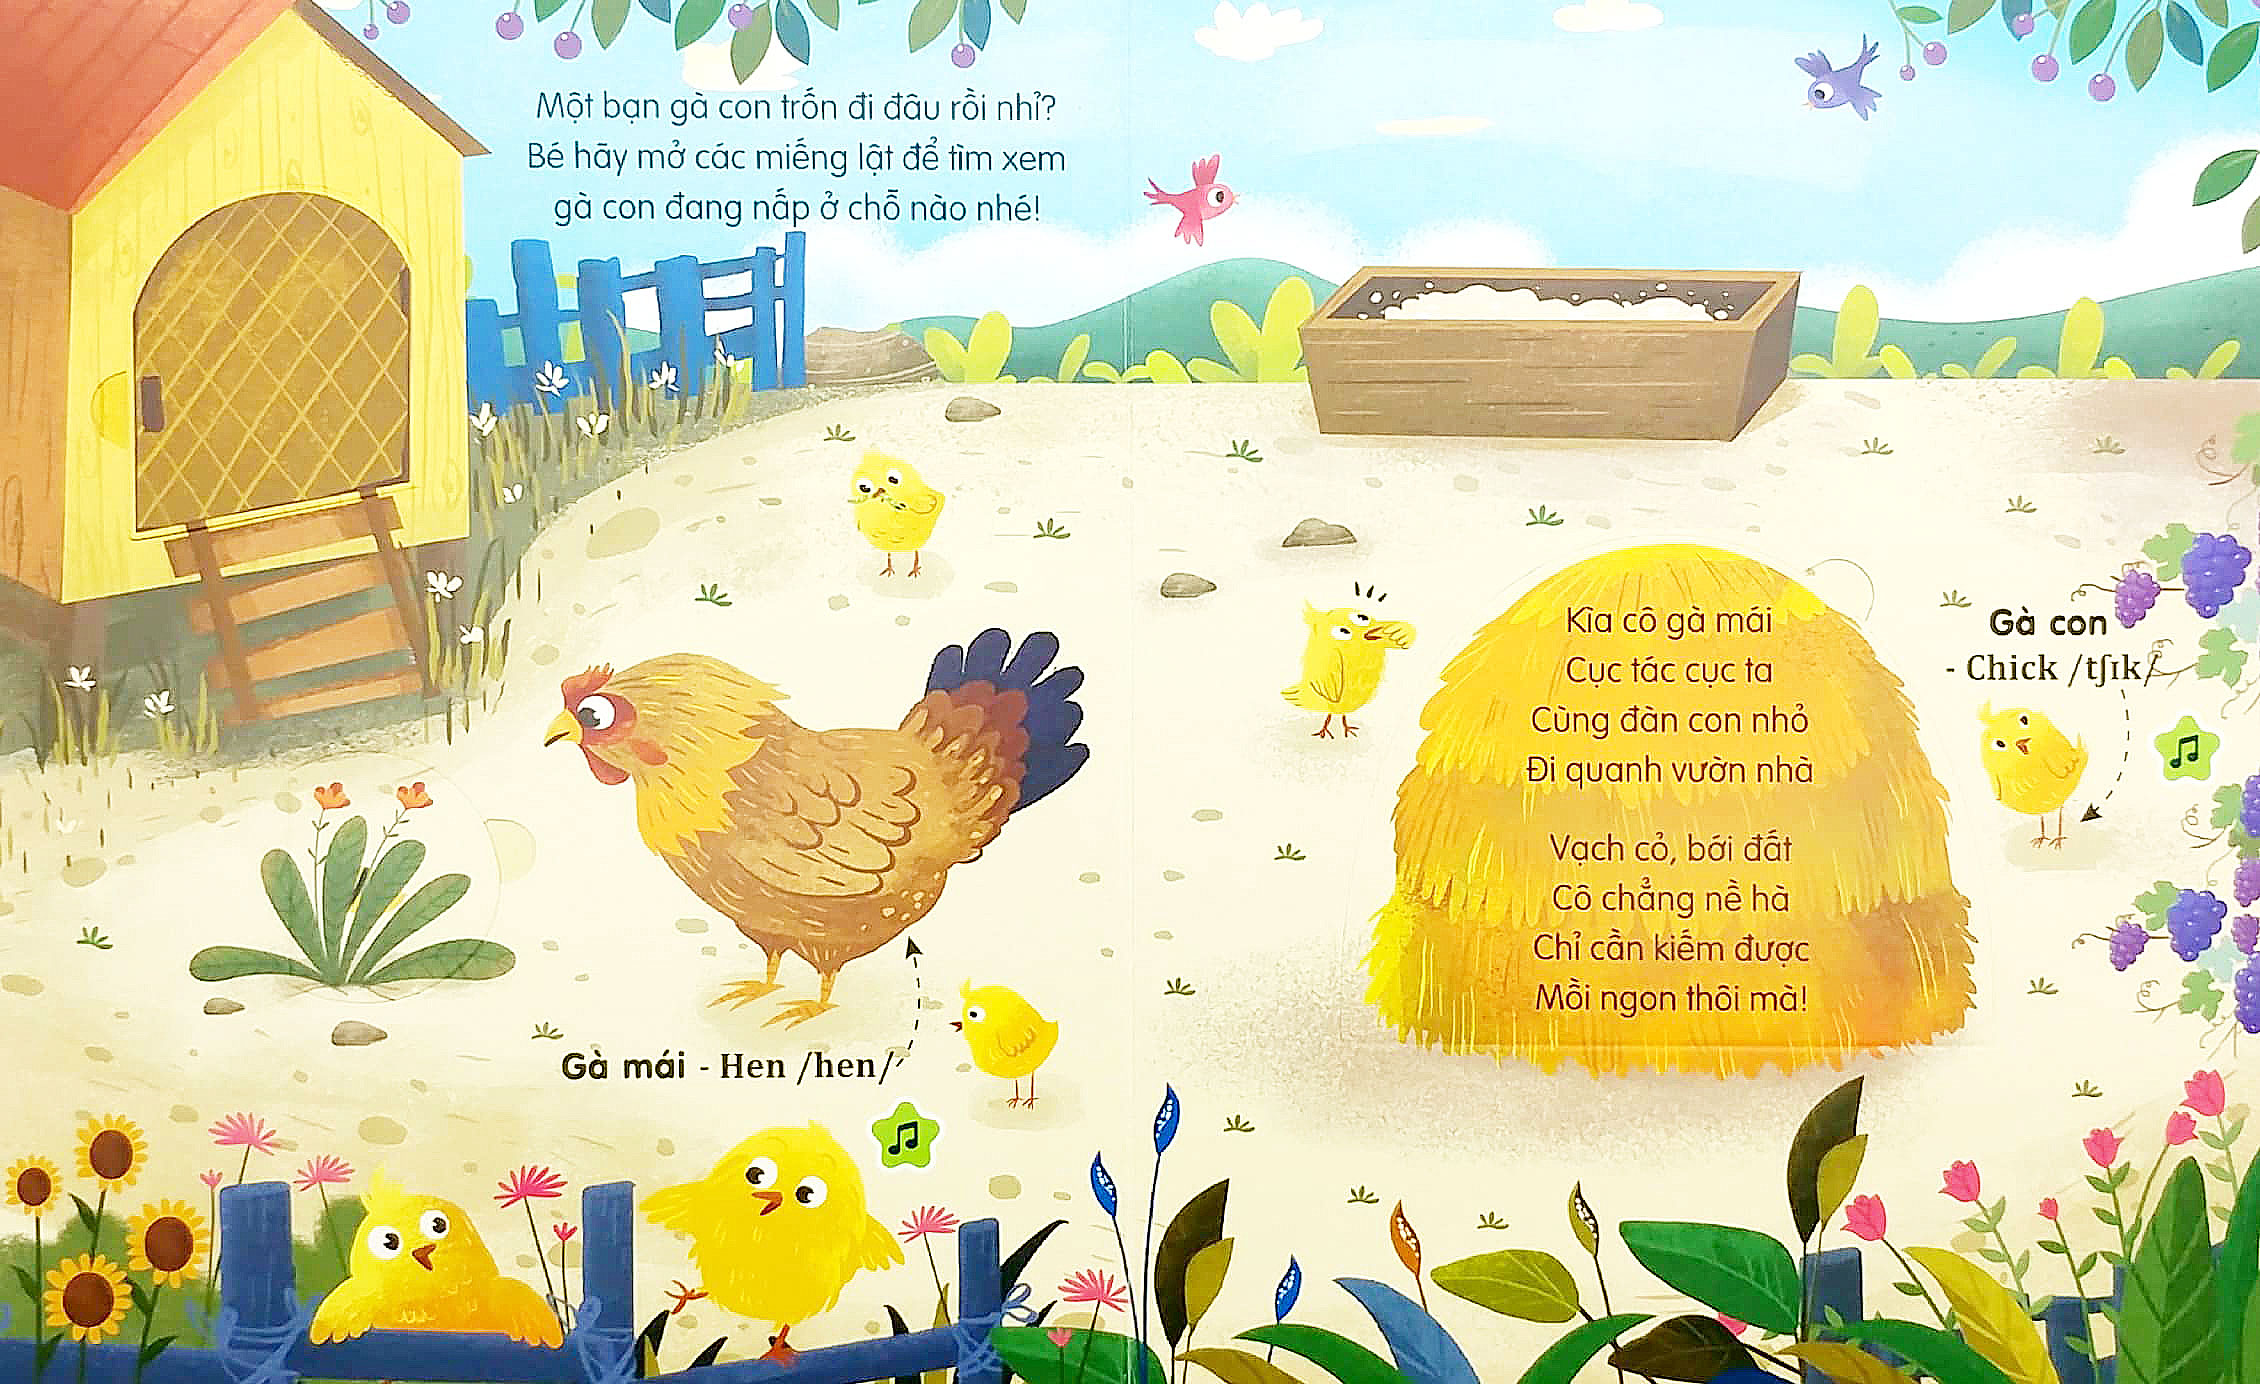 Một bạn gà con trốn đi đâu rồi nhỉ?
Bé hãy mở các miếng lật để tìm xem
gà con đang nấp ở chỗ nào nhé!
Kìa cô gà mái
Cục tác cục ta
Cùng đàn con nhỏ
Đi quanh vườn nhà
Vạch cỏ, bới đất
Cô chẳng nề hà
Chỉ cần kiếm được
Mồi ngon thôi mà!
Gà con
- Chick /tʃɪk/
Gà mái - Hen /hen/